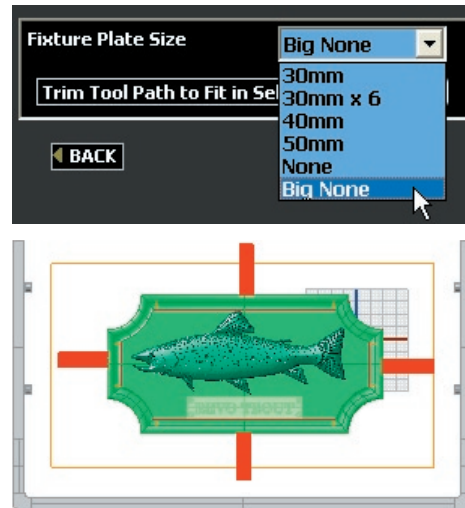 Fixture Plate Size
Big None
30mm
30mm x 6
40mm
50mm
None
Big None
Trim Tool Path to Fit in Sel
BACK
TROUT